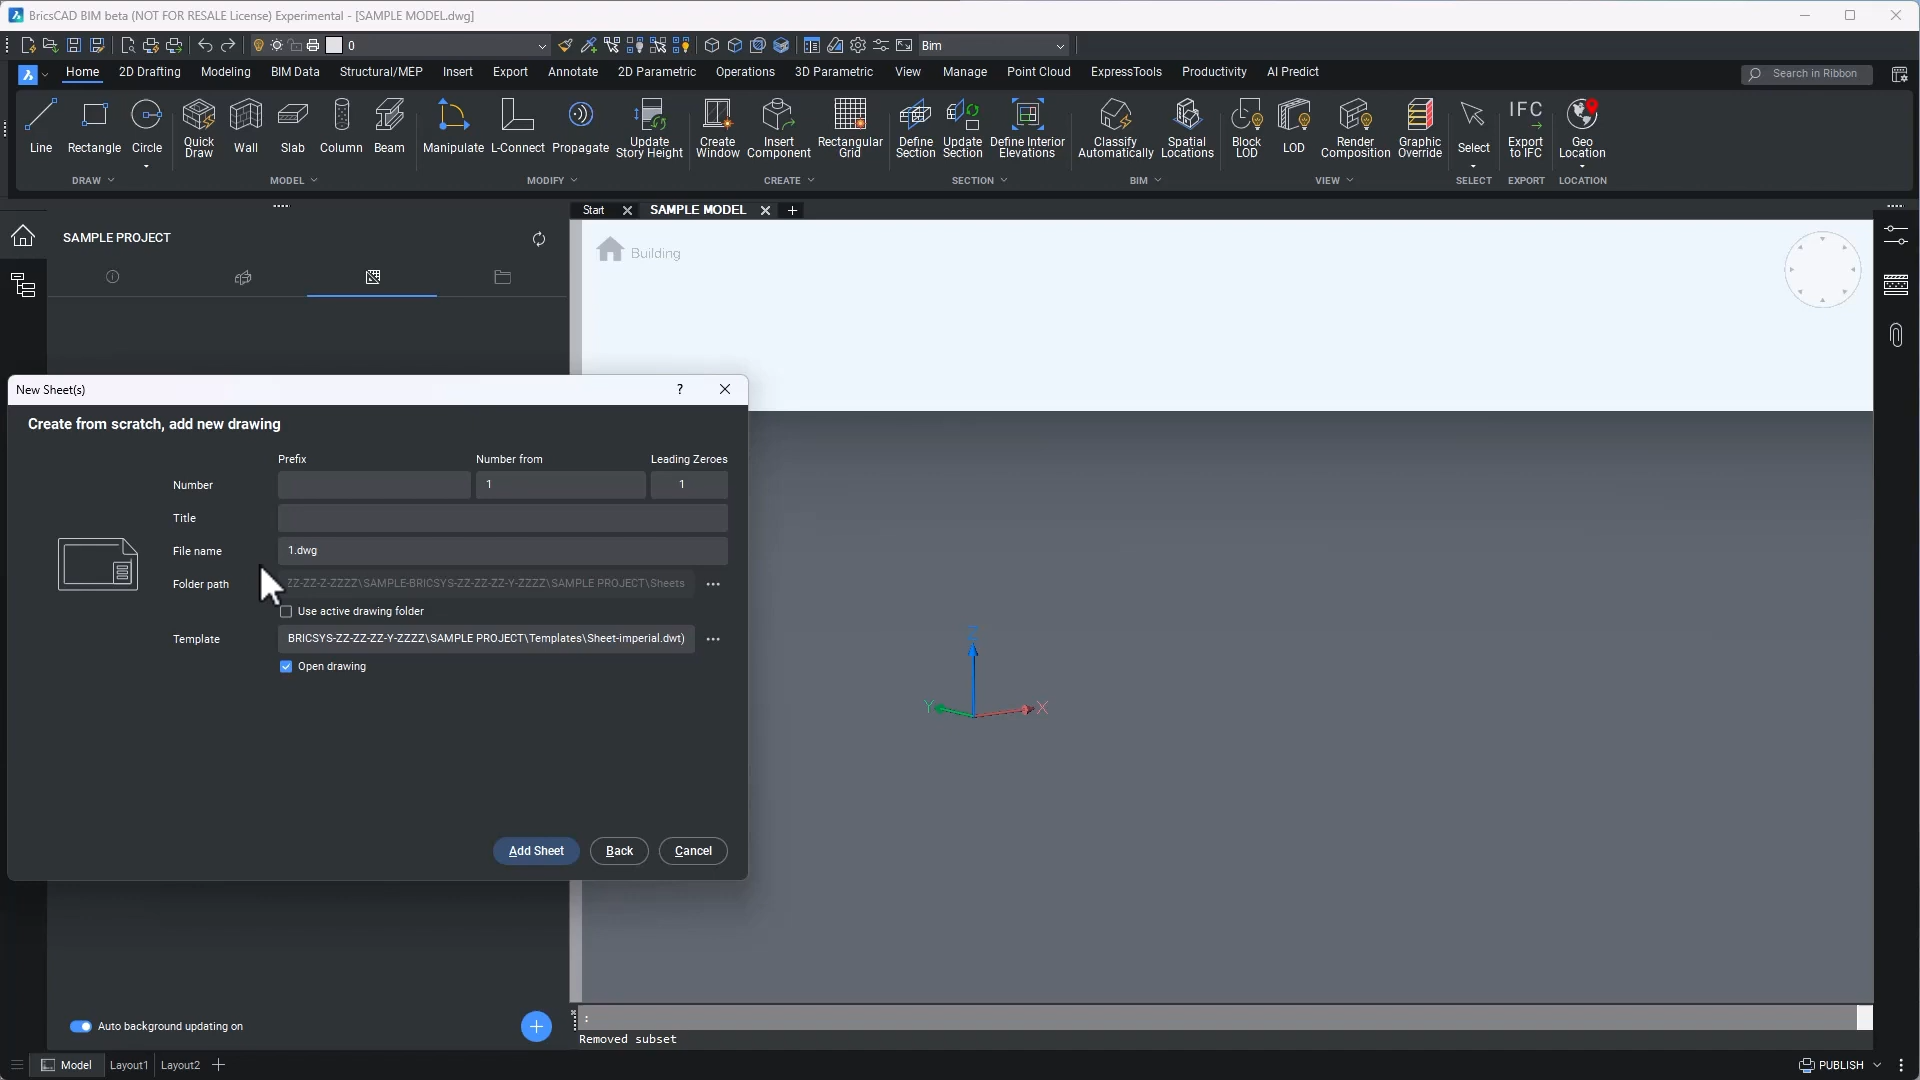 BricsCAD BIM beta (NOT FOR RESALE License) Experimental - [SAMPLE MODEL.dwg]
0
Bim
Home 2D Drafting Modeling BIM Data Structural/MEP Insert Export Annotate 2D Parametric Operations 3D Parametric View Manage Point Cloud ExpressTools Productivity AI Predict Search in Ribbon
Line Rectangle Circle Quick Draw Wall Slab Column Beam Manipulate L-Connect Propagate Update Story Height Create Window Insert Component Rectangular Grid Define Section Update Section Define Interior Elevations Classify Automatically Spatial Locations Block LOD LOD Render Composition Graphic Override Select IFC Export to IFC Geo Location
DRAW MODEL MODIFY CREATE SECTION BIM VIEW SELECT EXPORT LOCATION
Start SAMPLE MODEL
SAMPLE PROJECT
Building
New Sheet(s) ?
Create from scratch, add new drawing
Prefix Number from Leading Zeroes
Number 1 1
Title
File name 1.dwg
Folder path ZZ-ZZ-Z-ZZZZ\SAMPLE-BRICSYS-ZZ-ZZ-ZZ-Y-ZZZZ\SAMPLE PROJECT\Sheets
Use active drawing folder
Template BRICSYS-ZZ-ZZ-ZZ-Y-ZZZZ\SAMPLE PROJECT\Templates\Sheet-imperial.dwt)
Open drawing
Z
Y X
Add Sheet Back Cancel
Auto background updating on
:
Removed subset
Model Layout1 Layout2 PUBLISH